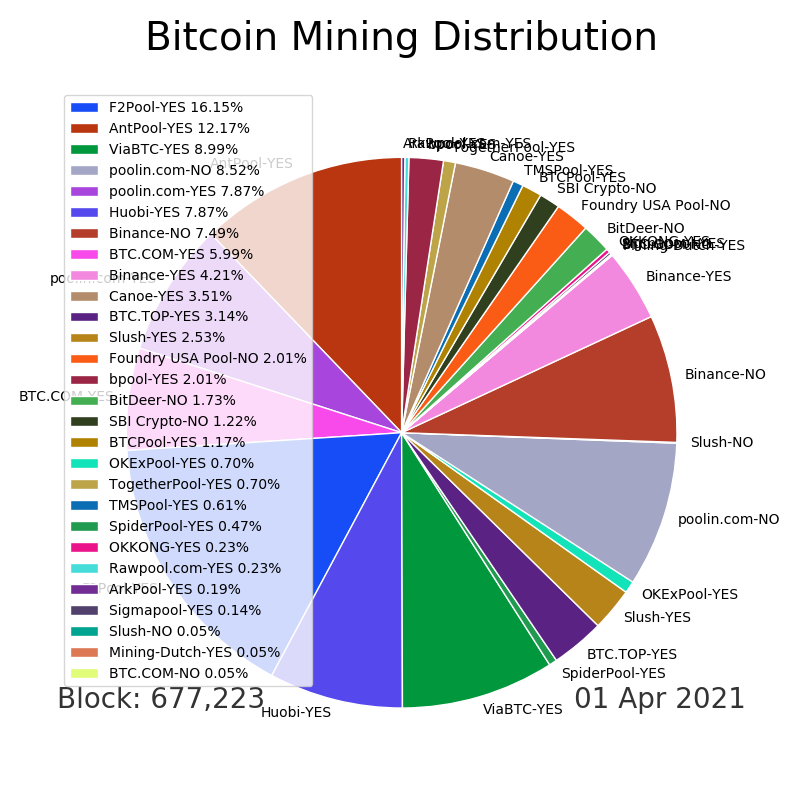 Bitcoin Mining Distribution
F2Pool-YES 16.15%
AntPool-YES 12.17%
ViaBTC-YES 8.99%
poolin.com-NO 8.52%
poolin.com-YES 7.87%
Huobi-YES 7.87%
Binance-NO 7.49%
BTC.COM-YES 5.99%
Binance-YES 4.21%
Canoe-YES 3.51%
BTC.TOP-YES 3.14%
Slush-YES 2.53%
Foundry USA Pool-NO 2.01%
bpool-YES 2.01%
BitDeer-NO 1.73%
SBI Crypto-NO 1.22%
BTCPool-YES 1.17%
OKExPool-YES 0.70%
TogetherPool-YES 0.70%
TMSPool-YES 0.61%
SpiderPool-YES 0.47%
OKKONG-YES 0.23%
Rawpool.com-YES 0.23%
ArkPool-YES 0.19%
Sigmapool-YES 0.14%
Slush-NO 0.05%
Mining-Dutch-YES 0.05%
BTC.COM-NO 0.05%
TogetherPool-YES
Canoe-YES
TMSPool-YES
BTCPool-YES
SBI Crypto-NO
Foundry USA Pool-NO
BitDeer-NO
OKKONG-YES
Mining-Dutch-YES
Binance-YES
Binance-NO
Slush-NO
poolin.com-NO
OKExPool-YES
Slush-YES
BTC.TOP-YES
SpiderPool-YES
ViaBTC-YES
Huobi-YES
F2Pool-YES
BTC.COM-YES
poolin.com-YES
AntPool-YES
Block: 677,223
01 Apr 2021